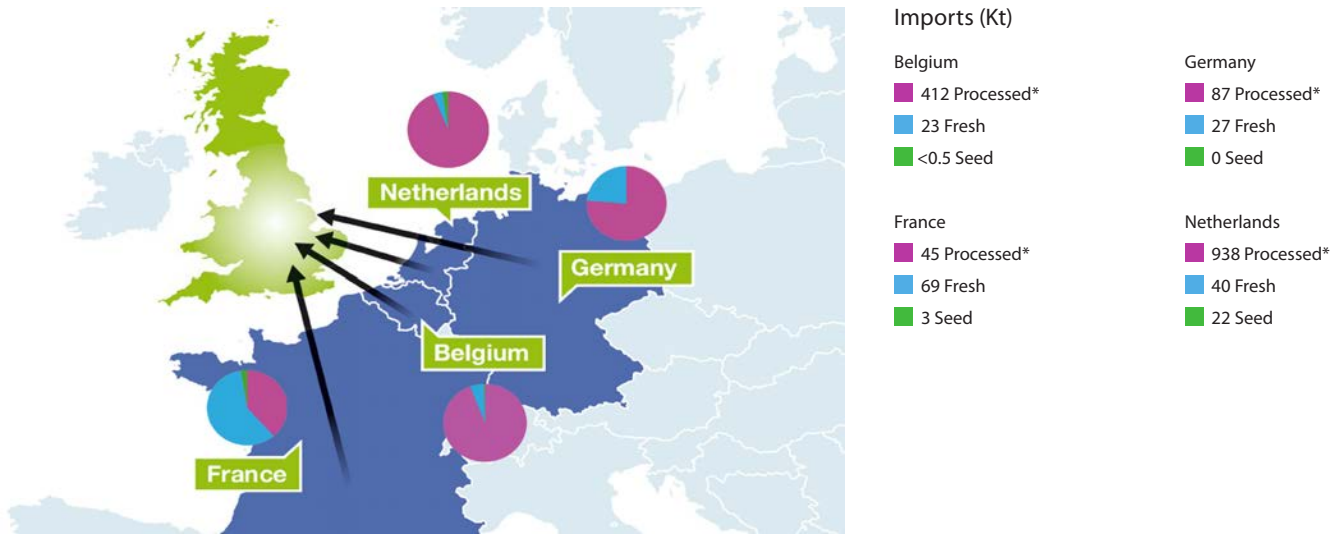 Netherlands
Germany
Belgium
France
Imports (Kt)
Belgium
412 Processed*
23 Fresh
<0.5 Seed
Germany
87 Processed*
27 Fresh
0 Seed
France
45 Processed*
69 Fresh
3 Seed
Netherlands
938 Processed*
40 Fresh
22 Seed